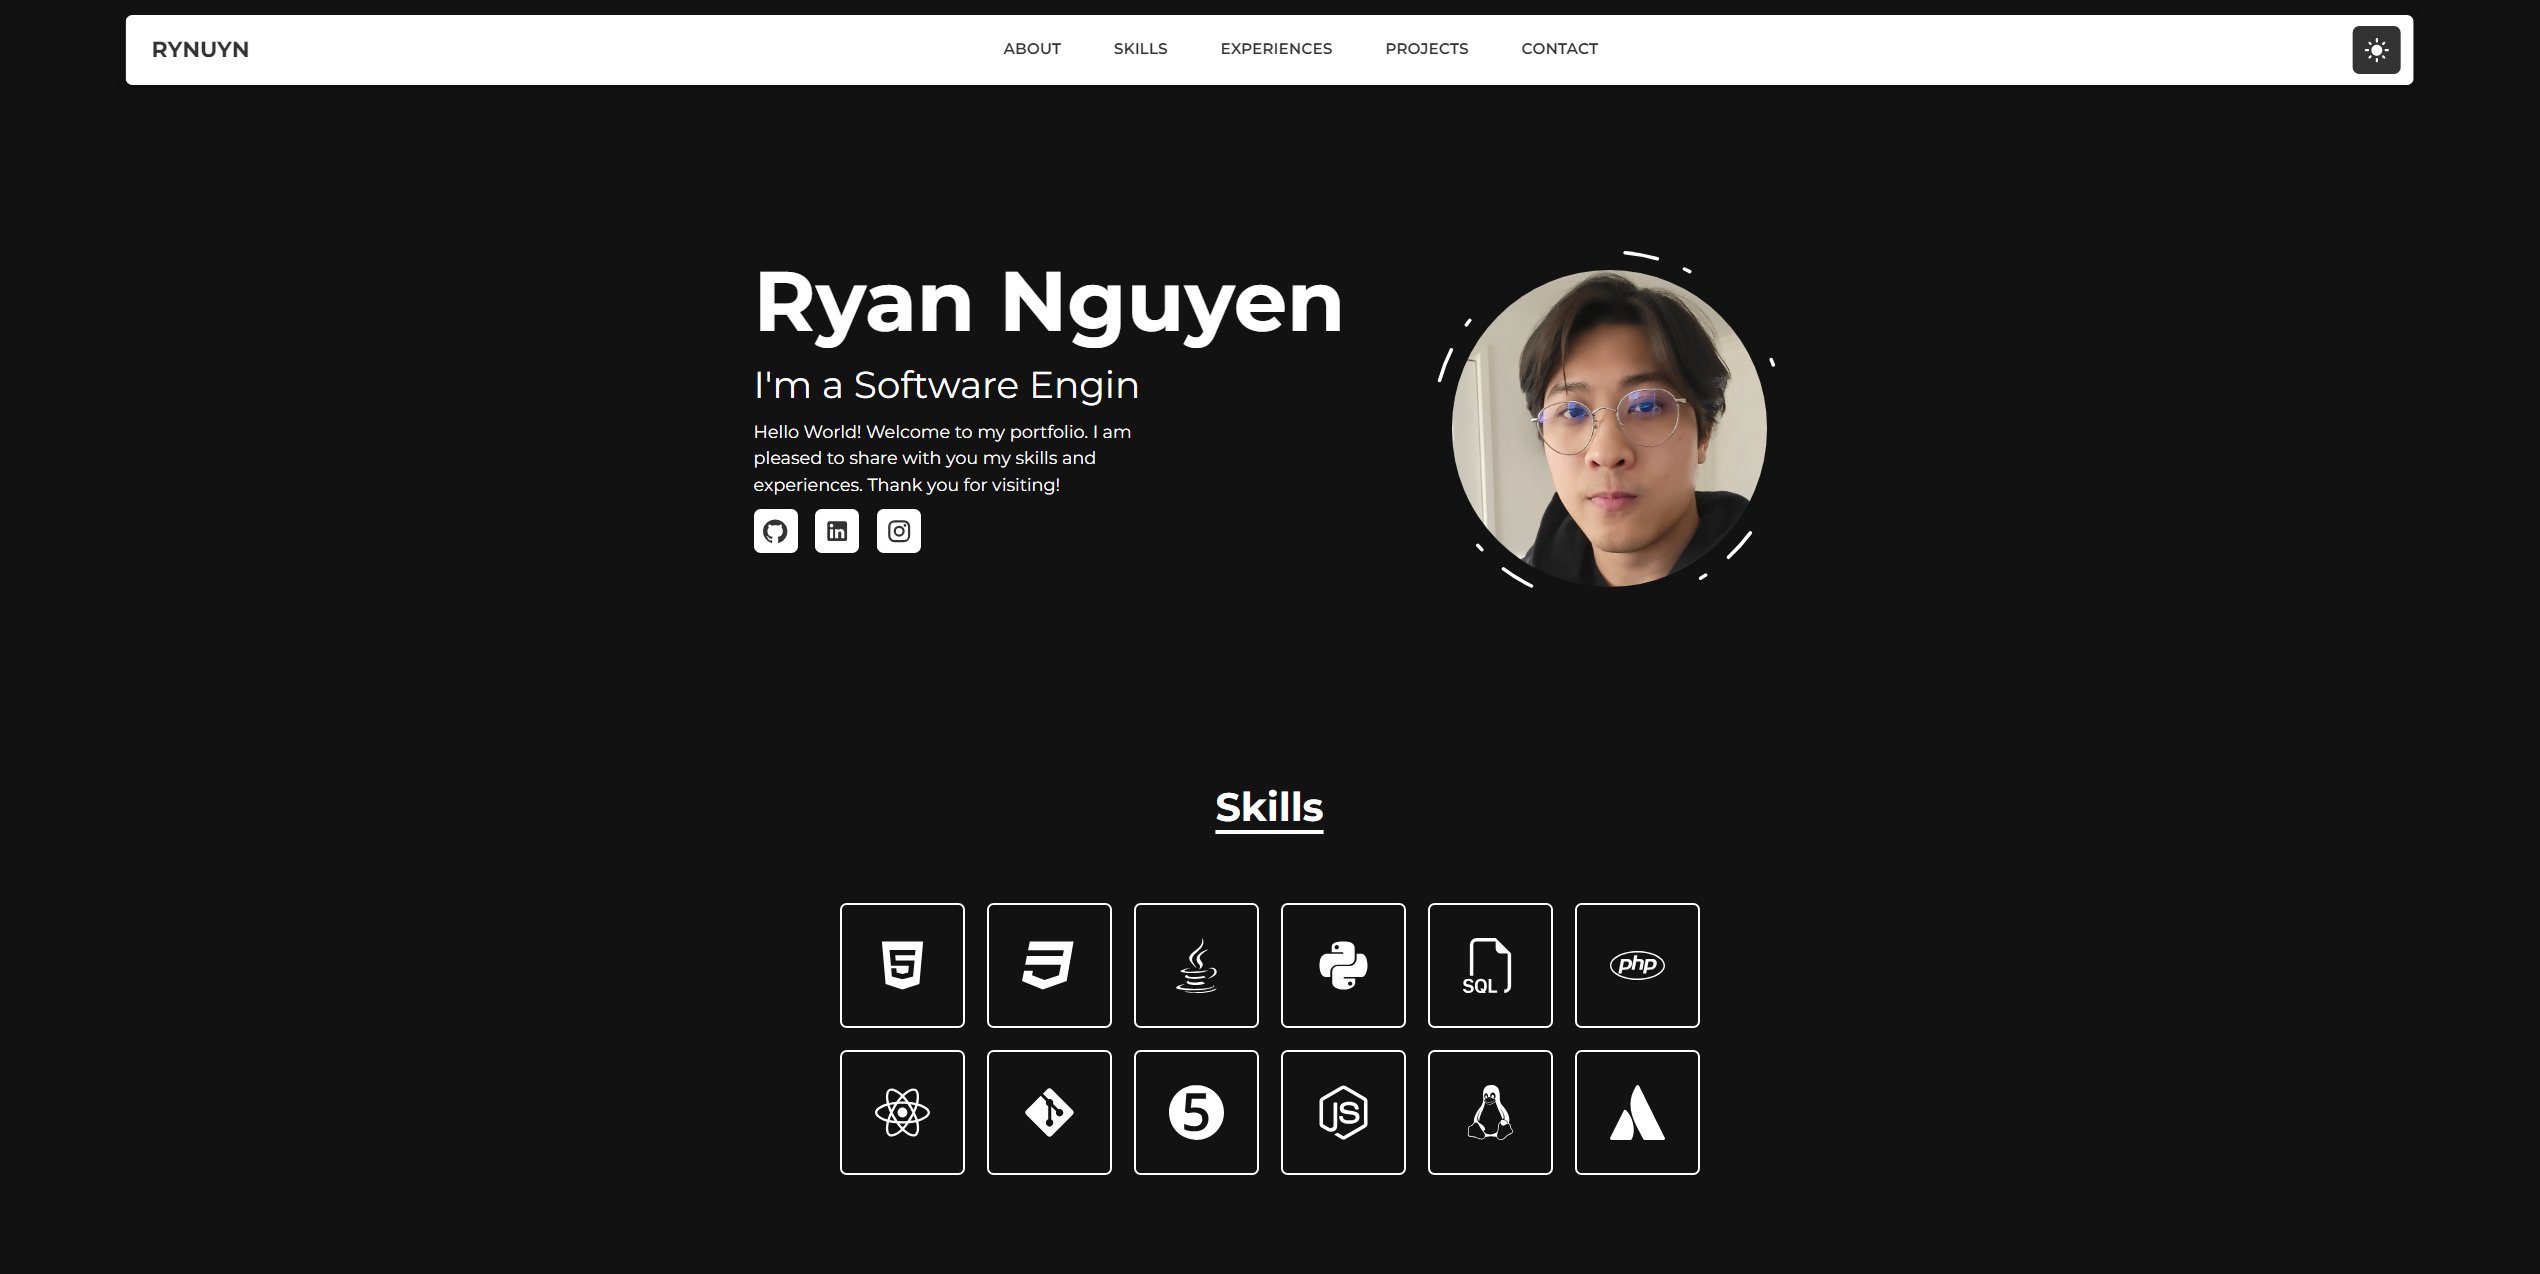 RYNUYN
ABOUT SKILLS EXPERIENCES PROJECTS CONTACT
Ryan Nguyen
I'm a Software Engin
Hello World! Welcome to my portfolio. I am
pleased to share with you my skills and
experiences. Thank you for visiting!
in
Skills
5
SQL
php
5
JS